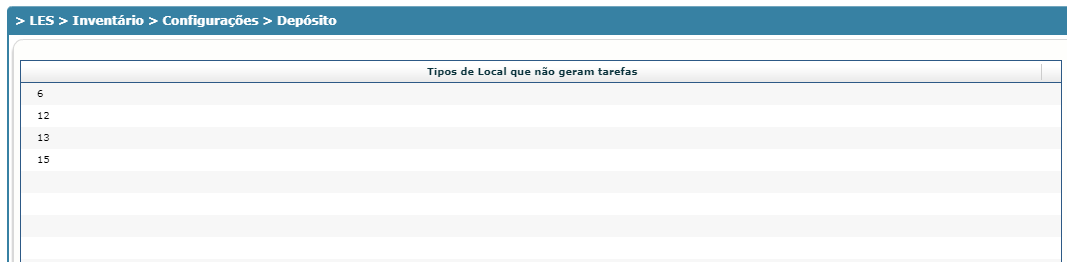 > LES > Inventário > Configurações > Depósito
Tipos de Local que não geram tarefas
6
12
13
15